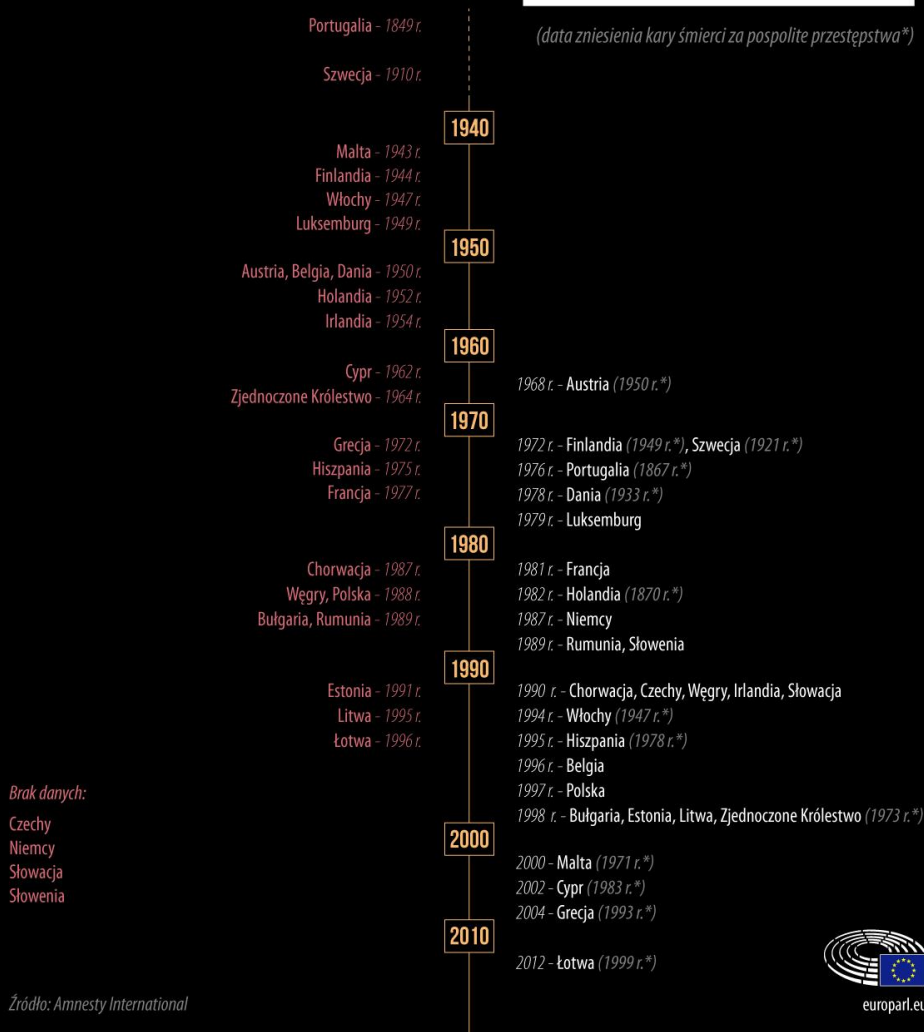 (data zniesienia kary śmierci za pospolite przestępstwa*)
Portugalia - 1849 r.
Szwecja - 1910 r.
1940
Malta - 1943 r.
Finlandia - 1944 r.
Włochy - 1947 r.
Luksemburg - 1949 r.
1950
Austria, Belgia, Dania - 1950 r.
Holandia - 1952 r.
Irlandia - 1954 r.
1960
Cypr - 1962 r.
Zjednoczone Królestwo - 1964 r.
1968 r. - Austria (1950 r.*)
1970
Grecja - 1972 r.
Hiszpania - 1975 r.
Francja - 1977 r.
1972 r. - Finlandia (1949 r.*), Szwecja (1921 r.*)
1976 r. - Portugalia (1867 r.*)
1978 r. - Dania (1933 r.*)
1979 r. - Luksemburg
1980
Chorwacja - 1987 r.
Węgry, Polska - 1988 r.
Bułgaria, Rumunia - 1989 r.
1981 r. - Francja
1982 r. - Holandia (1870 r.*)
1987 r. - Niemcy
1989 r. - Rumunia, Słowenia
1990
Estonia - 1991 r.
Litwa - 1995 r.
Łotwa - 1996 r.
1990 r. - Chorwacja, Czechy, Węgry, Irlandia, Słowacja
1994 r. - Włochy (1947 r.*)
1995 r. - Hiszpania (1978 r.*)
1996 r. - Belgia
1997 r. - Polska
1998 r. - Bułgaria, Estonia, Litwa, Zjednoczone Królestwo (1973 r.*)
Brak danych:
Czechy
Niemcy
Słowacja
Słowenia
2000
2000 - Malta (1971 r.*)
2002 - Cypr (1983 r.*)
2004 - Grecja (1993 r.*)
2010
2012 - Łotwa (1999 r.*)
Źródło: Amnesty International
europarl.eu